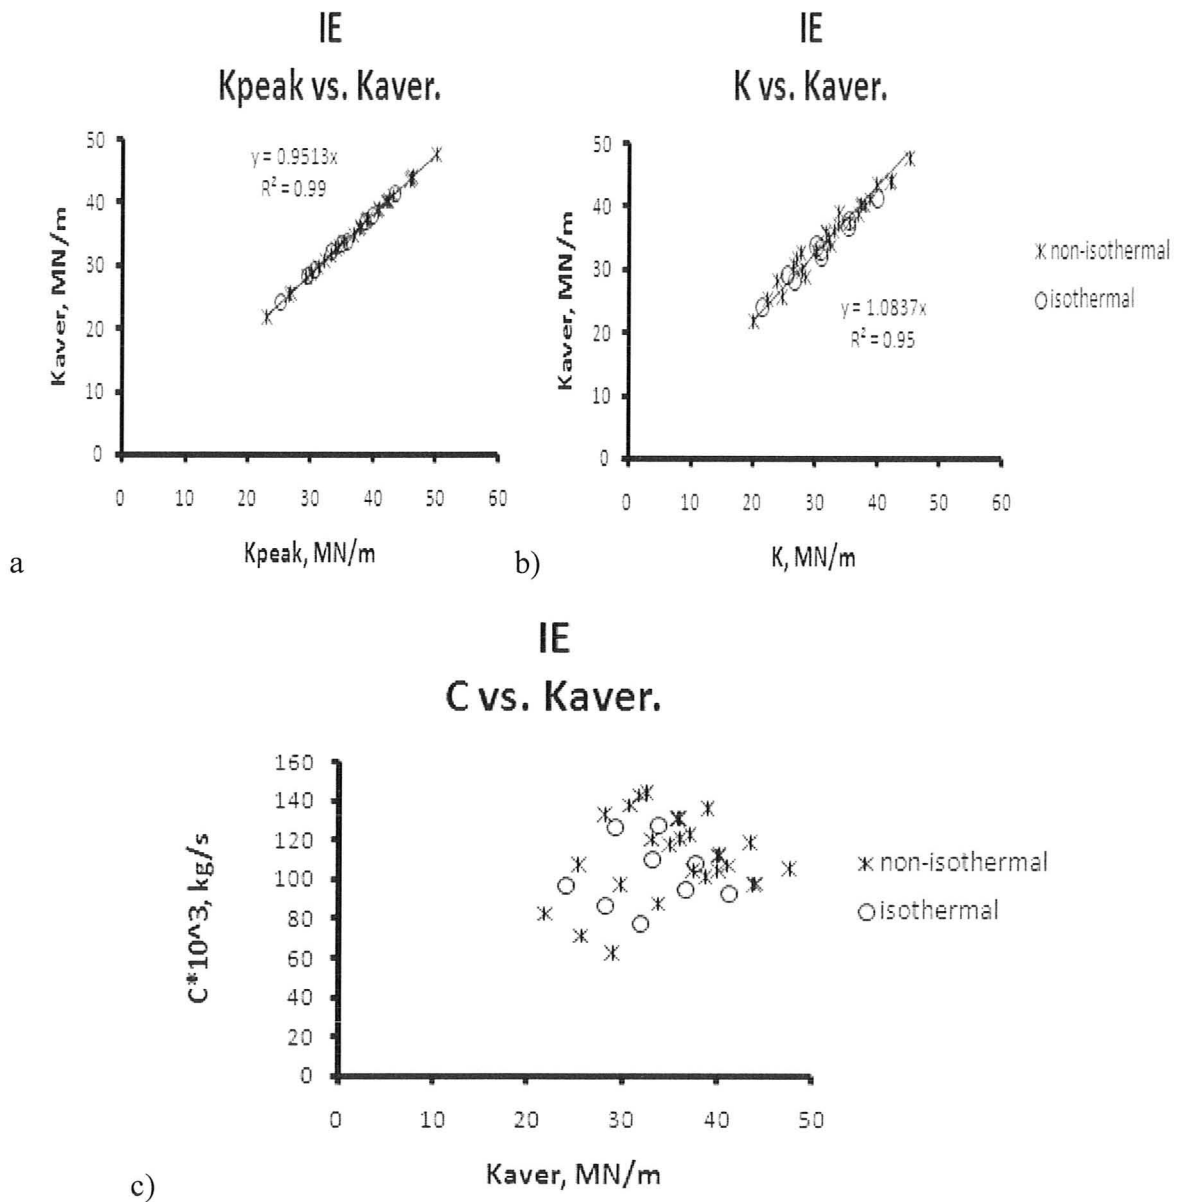 IE
Kpeak vs. Kaver.
50
40
30
20
10
0
Kaver, MN/m
y = 0.9513x
R² = 0.99
0 10 20 30 40 50 60
Kpeak, MN/m
a
IE
K vs. Kaver.
50
40
30
20
10
0
Kaver, MN/m
y = 1.0837x
R² = 0.95
0 10 20 30 40 50 60
K, MN/m
b)
non-isothermal
isothermal
IE
C vs. Kaver.
160
140
120
100
80
60
40
20
0
C*10^3, kg/s
0 10 20 30 40 50
Kaver, MN/m
non-isothermal
isothermal
c)